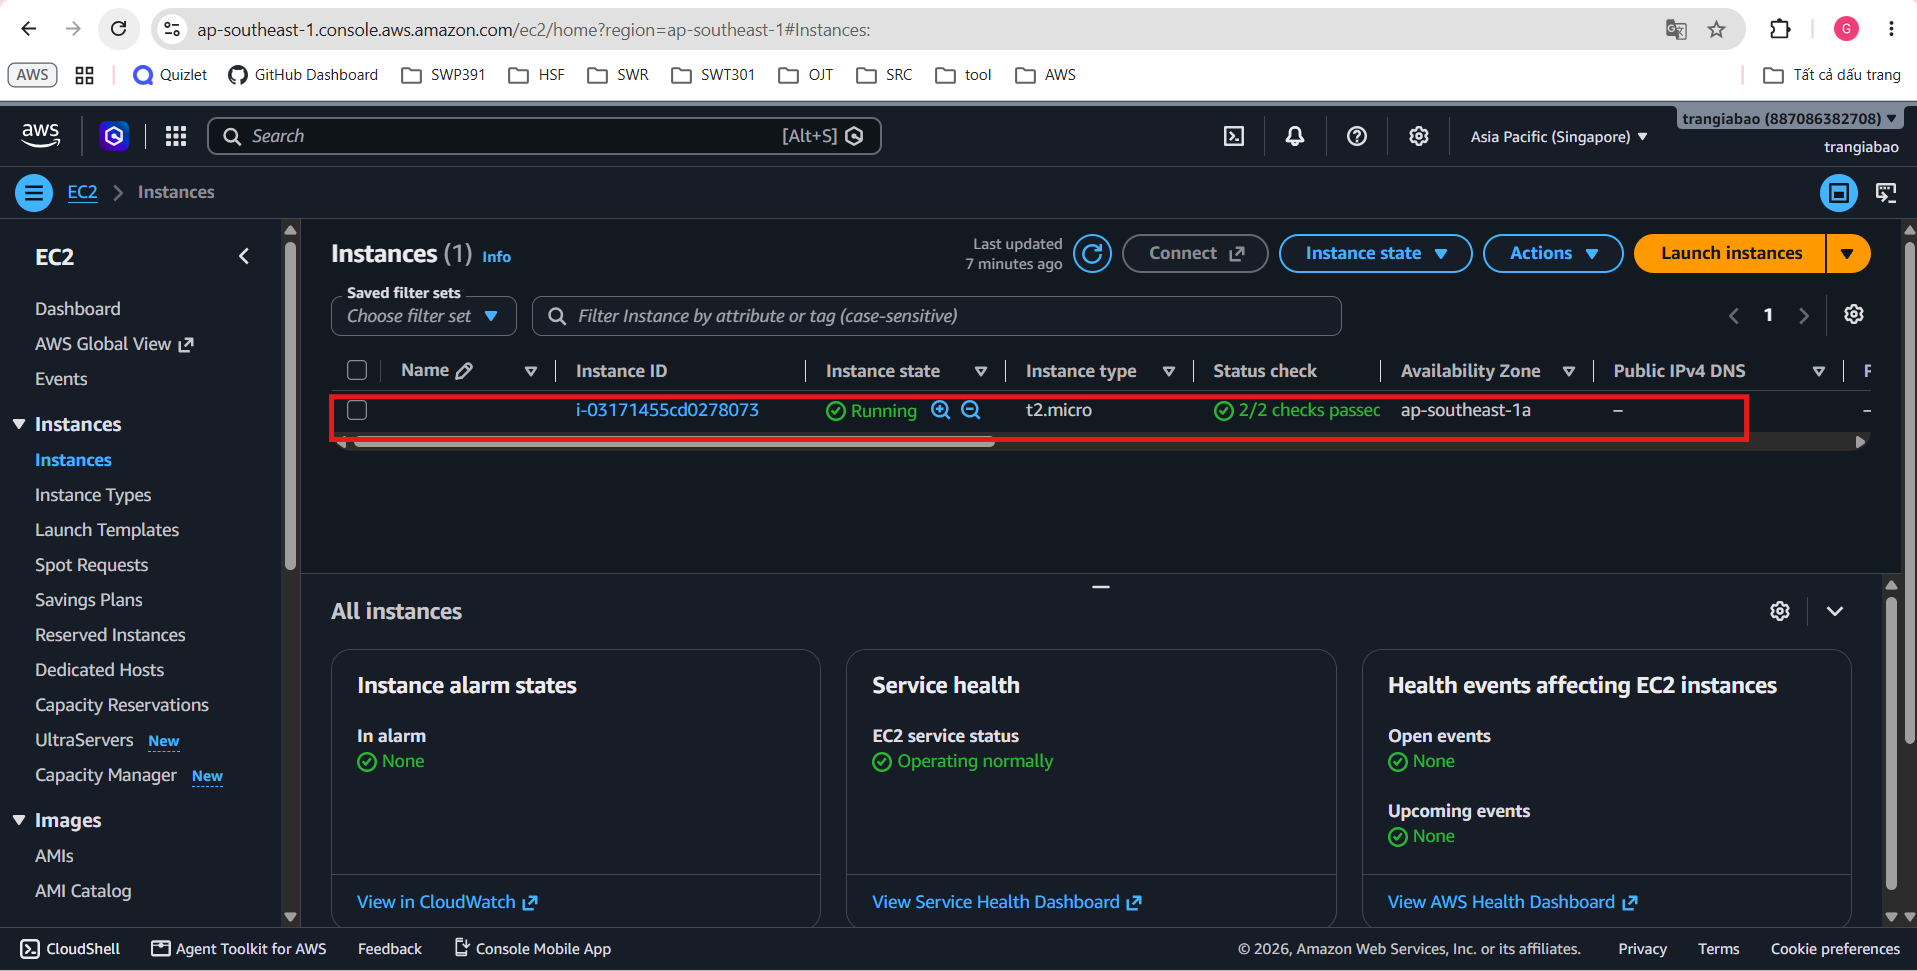 ap-southeast-1.console.aws.amazon.com/ec2/home?region=ap-southeast-1#Instances:
G
AWS Quizlet GitHub Dashboard SWP391 HSF SWR SWT301 OJT SRC tool AWS Tất cả dấu trang
aws Search [Alt+S] Asia Pacific (Singapore) trangiabao (887086382708)
trangiabao
EC2 Instances
EC2
Dashboard
AWS Global View
Events
Instances
Instances
Instance Types
Launch Templates
Spot Requests
Savings Plans
Reserved Instances
Dedicated Hosts
Capacity Reservations
UltraServers New
Capacity Manager New
Images
AMIs
AMI Catalog
Instances (1) Info
Last updated
7 minutes ago
Connect Instance state Actions Launch instances
Saved filter sets
Choose filter set Filter Instance by attribute or tag (case-sensitive) 1
Name Instance ID Instance state Instance type Status check Availability Zone Public IPv4 DNS
i-03171455cd0278073 Running t2.micro 2/2 checks passec ap-southeast-1a – –
All instances
Instance alarm states
In alarm
None
View in CloudWatch
Service health
EC2 service status
Operating normally
View Service Health Dashboard
Health events affecting EC2 instances
Open events
None
Upcoming events
None
View AWS Health Dashboard
CloudShell Agent Toolkit for AWS Feedback Console Mobile App © 2026, Amazon Web Services, Inc. or its affiliates. Privacy Terms Cookie preferences